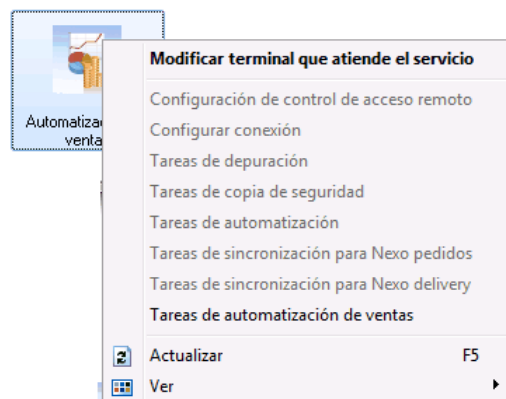 Modificar terminal que atiende el servicio
Configuración de control de acceso remoto
Configurar conexión
Automatiza
venta
Tareas de depuración
Tareas de copia de seguridad
Tareas de automatización
Tareas de sincronización para Nexo pedidos
Tareas de sincronización para Nexo delivery
Tareas de automatización de ventas
Actualizar F5
Ver